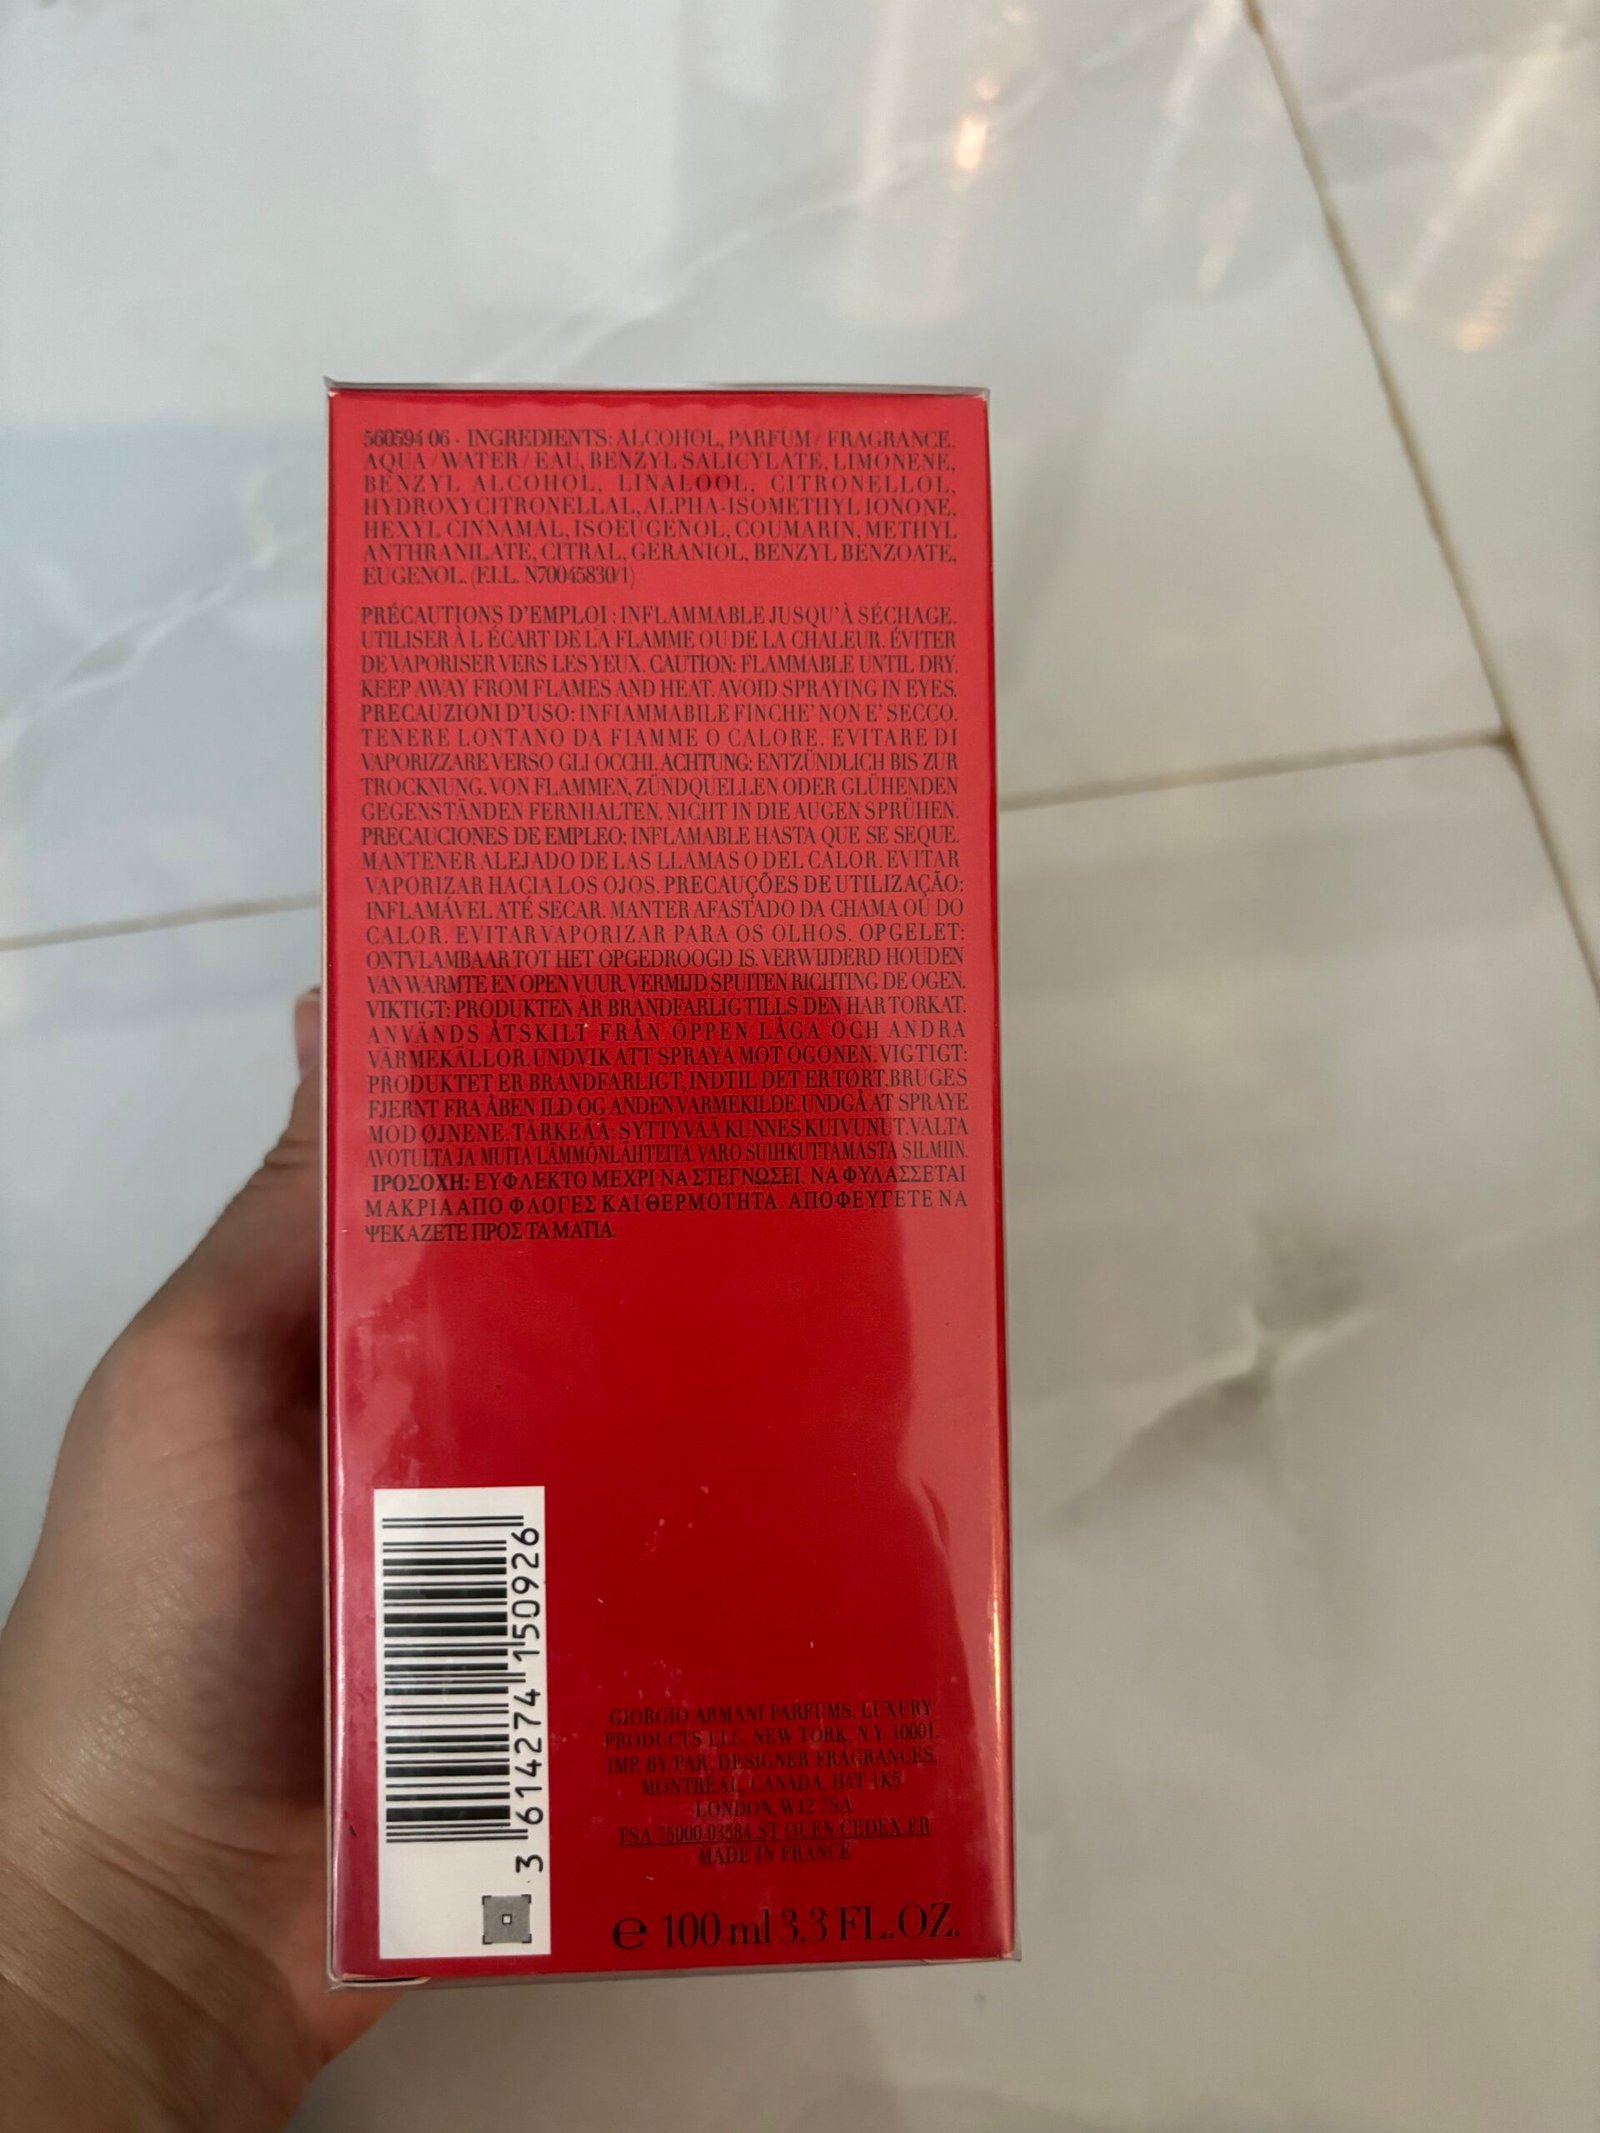 560594 06 - INGREDIENTS: ALCOHOL, PARFUM / FRAGRANCE,
AQUA / WATER / EAU, BENZYL SALICYLATE, LIMONENE,
BENZYL ALCOHOL, LINALOOL, CITRONELLOL,
HYDROXYCITRONELLAL, ALPHA-ISOMETHYL IONONE,
HEXYL CINNAMAL, ISOEUGENOL, COUMARIN, METHYL
ANTHRANILATE, CITRAL, GERANIOL, BENZYL BENZOATE,
EUGENOL. (F.I.L. N70045830/1)
PRÉCAUTIONS D'EMPLOI : INFLAMMABLE JUSQU'À SÉCHAGE.
UTILISER À L ÉCART DE LA FLAMME OU DE LA CHALEUR. ÉVITER
DE VAPORISER VERS LES YEUX. CAUTION: FLAMMABLE UNTIL DRY.
KEEP AWAY FROM FLAMES AND HEAT. AVOID SPRAYING IN EYES.
PRECAUZIONI D'USO: INFIAMMABILE FINCHE' NON E' SECCO.
TENERE LONTANO DA FIAMME O CALORE. EVITARE DI
VAPORIZZARE VERSO GLI OCCHI. ACHTUNG: ENTZÜNDLICH BIS ZUR
TROCKNUNG. VON FLAMMEN, ZÜNDQUELLEN ODER GLÜHENDEN
GEGENSTÄNDEN FERNHALTEN. NICHT IN DIE AUGEN SPRÜHEN.
PRECAUCIONES DE EMPLEO: INFLAMABLE HASTA QUE SE SEQUE.
MANTENER ALEJADO DE LAS LLAMAS O DEL CALOR. EVITAR
VAPORIZAR HACIA LOS OJOS. PRECAUÇÕES DE UTILIZAÇÃO:
INFLAMÁVEL ATÉ SECAR. MANTER AFASTADO DA CHAMA OU DO
CALOR. EVITAR VAPORIZAR PARA OS OLHOS. OPGELET:
ONTVLAMBAAR TOT HET OPGEDROOGD IS. VERWIJDERD HOUDEN
VAN WARMTE EN OPEN VUUR. VERMIJD SPUITEN RICHTING DE OGEN.
VIKTIGT: PRODUKTEN ÄR BRANDFARLIG TILLS DEN HAR TORKAT.
ANVÄNDS ÅTSKILT FRÅN ÖPPEN LÅGA OCH ANDRA
VÄRMEKÄLLOR. UNDVIK ATT SPRAYA MOT ÖGONEN. VIGTIGT:
PRODUKTET ER BRANDFARLIGT, INDTIL DET ER TØRT. BRUGES
FJERNT FRA ÅBEN ILD OG ANDEN VARMEKILDE. UNDGÅ AT SPRAYE
MOD ØJNENE. TÄRKEÄÄ: SYTTYVÄÄ KUNNES KUIVUNUT. VALTA
AVOTULTA JA MUITA LÄMMÖNLÄHTEITÄ. VARO SUIHKUTTAMASTA SILMIIN.
ΙΡΟΣΟΧΗ: ΕΥΦΛΕΚΤΟ ΜΕΧΡΙ ΝΑ ΣΤΕΓΝΩΣΕΙ. ΝΑ ΦΥΛΑΣΣΕΤΑΙ
ΜΑΚΡΙΑ ΑΠΟ ΦΛΟΓΕΣ ΚΑΙ ΘΕΡΜΟΤΗΤΑ. ΑΠΟΦΕΥΓΕΤΕ ΝΑ
ΨΕΚΑΖΕΤΕ ΠΡΟΣ ΤΑ ΜΑΤΙΑ.
3 614274 150926
GIORGIO ARMANI PARFUMS, LUXURY
PRODUCTS LLC, NEW YORK, N.Y. 10001.
IMP. BY/PAR, DESIGNER FRAGRANCES,
MONTRÉAL, CANADA, H4T 1K5
LONDON, W12 7SA
TSA 75000-93584 ST OUEN CEDEX FR
MADE IN FRANCE
e 100 ml 3.3 FL.OZ.